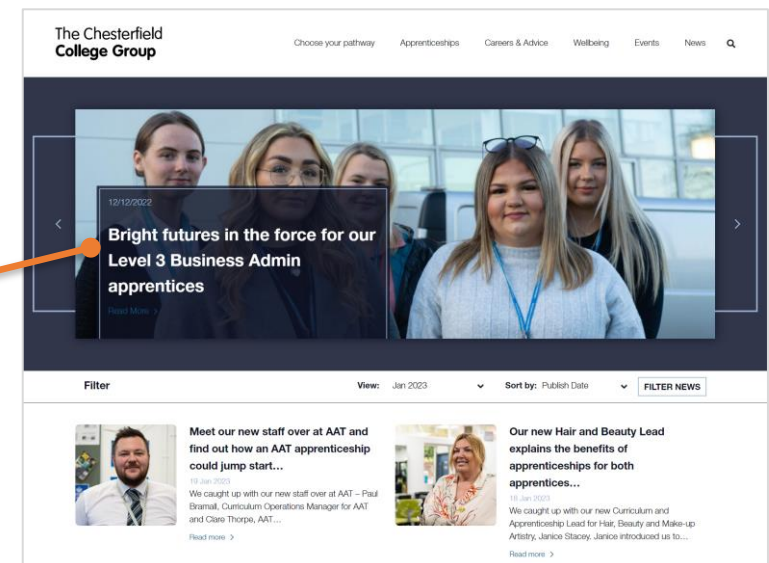 The Chesterfield
College Group
Choose your pathway Apprenticeships Careers & Advice Wellbeing Events News
12/12/2022
Bright futures in the force for our
Level 3 Business Admin
apprentices
Read More >
Filter View: Jan 2023 Sort by: Publish Date FILTER NEWS
Meet our new staff over at AAT and
find out how an AAT apprenticeship
could jump start…
19 Jan 2023
We caught up with our new staff over at AAT – Paul
Bramall, Curriculum Operations Manager for AAT
and Clare Thorpe, AAT…
Read more >
Our new Hair and Beauty Lead
explains the benefits of
apprenticeships for both
apprentices…
16 Jan 2023
We caught up with our new Curriculum and
Apprenticeship Lead for Hair, Beauty and Make-up
Artistry, Janice Stacey. Janice introduced us to…
Read more >